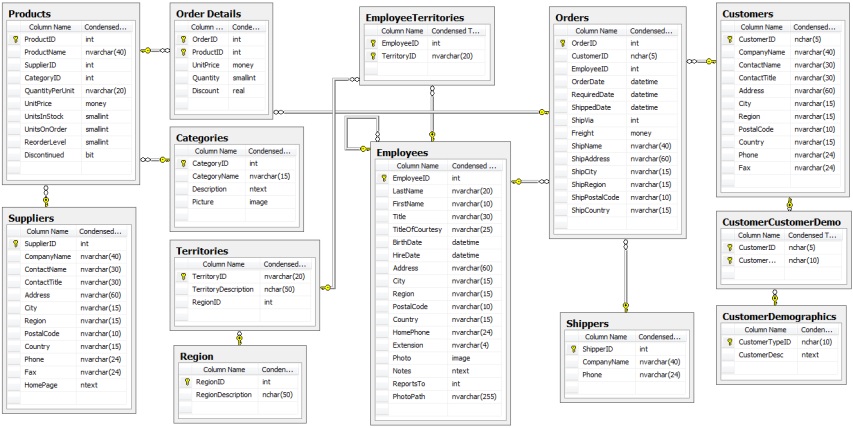 Products
Column Name Condensed...
ProductID int
ProductName nvarchar(40)
SupplierID int
CategoryID int
QuantityPerUnit nvarchar(20)
UnitPrice money
UnitsInStock smallint
UnitsOnOrder smallint
ReorderLevel smallint
Discontinued bit
Order Details
Column ... Conde...
OrderID int
ProductID int
UnitPrice money
Quantity smallint
Discount real
EmployeeTerritories
Column Name Condensed T...
EmployeeID int
TerritoryID nvarchar(20)
Orders
Column Name Condensed...
OrderID int
CustomerID nchar(5)
EmployeeID int
OrderDate datetime
RequiredDate datetime
ShippedDate datetime
ShipVia int
Freight money
ShipName nvarchar(40)
ShipAddress nvarchar(60)
ShipCity nvarchar(15)
ShipRegion nvarchar(15)
ShipPostalCode nvarchar(10)
ShipCountry nvarchar(15)
Customers
Column Name Condensed...
CustomerID nchar(5)
CompanyName nvarchar(40)
ContactName nvarchar(30)
ContactTitle nvarchar(30)
Address nvarchar(60)
City nvarchar(15)
Region nvarchar(15)
PostalCode nvarchar(10)
Country nvarchar(15)
Phone nvarchar(24)
Fax nvarchar(24)
Categories
Column Name Condensed...
CategoryID int
CategoryName nvarchar(15)
Description ntext
Picture image
Employees
Column Name Condensed ...
EmployeeID int
LastName nvarchar(20)
FirstName nvarchar(10)
Title nvarchar(30)
TitleOfCourtesy nvarchar(25)
BirthDate datetime
HireDate datetime
Address nvarchar(60)
City nvarchar(15)
Region nvarchar(15)
PostalCode nvarchar(10)
Country nvarchar(15)
HomePhone nvarchar(24)
Extension nvarchar(4)
Photo image
Notes ntext
ReportsTo int
PhotoPath nvarchar(255)
Suppliers
Column Name Condensed...
SupplierID int
CompanyName nvarchar(40)
ContactName nvarchar(30)
ContactTitle nvarchar(30)
Address nvarchar(60)
City nvarchar(15)
Region nvarchar(15)
PostalCode nvarchar(10)
Country nvarchar(15)
Phone nvarchar(24)
Fax nvarchar(24)
HomePage ntext
Territories
Column Name Condensed...
TerritoryID nvarchar(20)
TerritoryDescription nchar(50)
RegionID int
CustomerCustomerDemo
Column Name Condensed T...
CustomerID nchar(5)
Customer... nchar(10)
Region
Column Name Conden...
RegionID int
RegionDescription nchar(50)
Shippers
Column Name Condensed...
ShipperID int
CompanyName nvarchar(40)
Phone nvarchar(24)
CustomerDemographics
Column Name Conden...
CustomerTypeID nchar(10)
CustomerDesc ntext